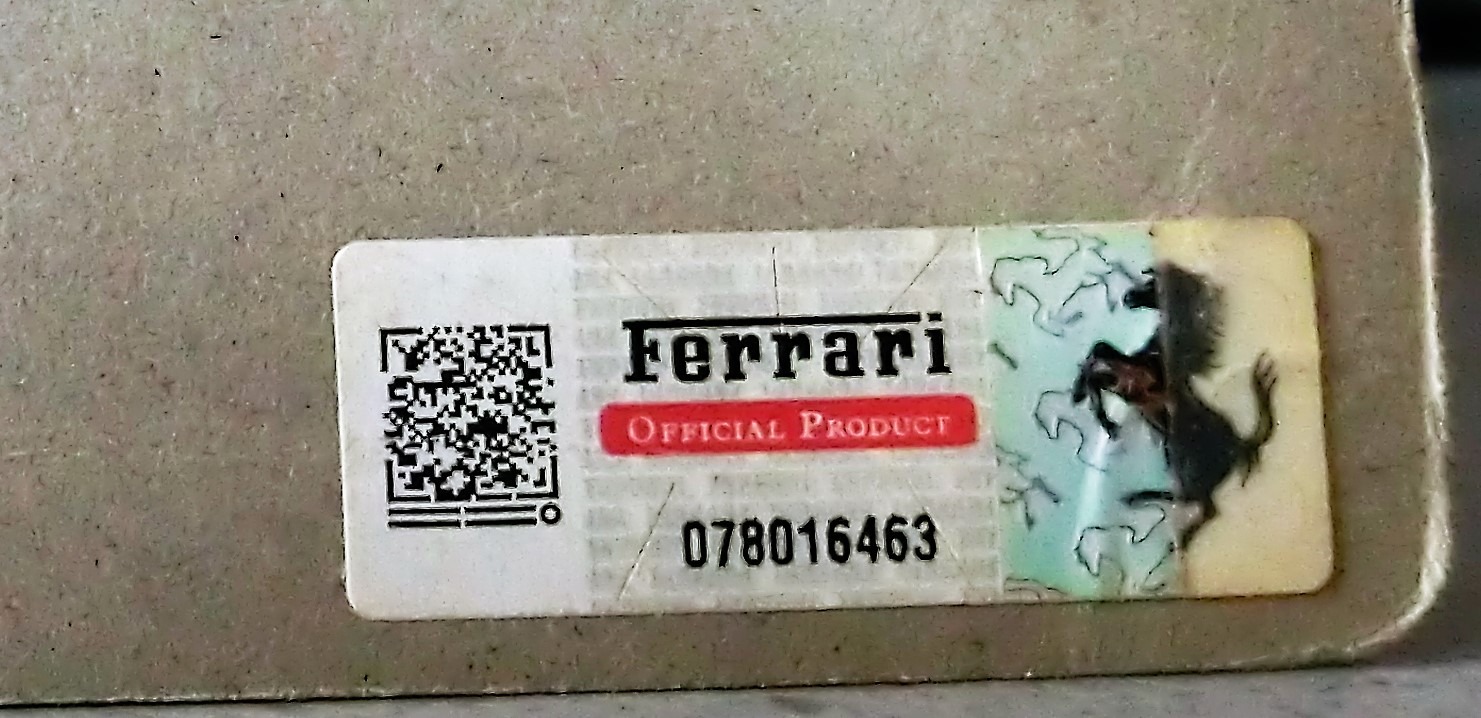 Ferrari
OFFICIAL PRODUCT
078016463